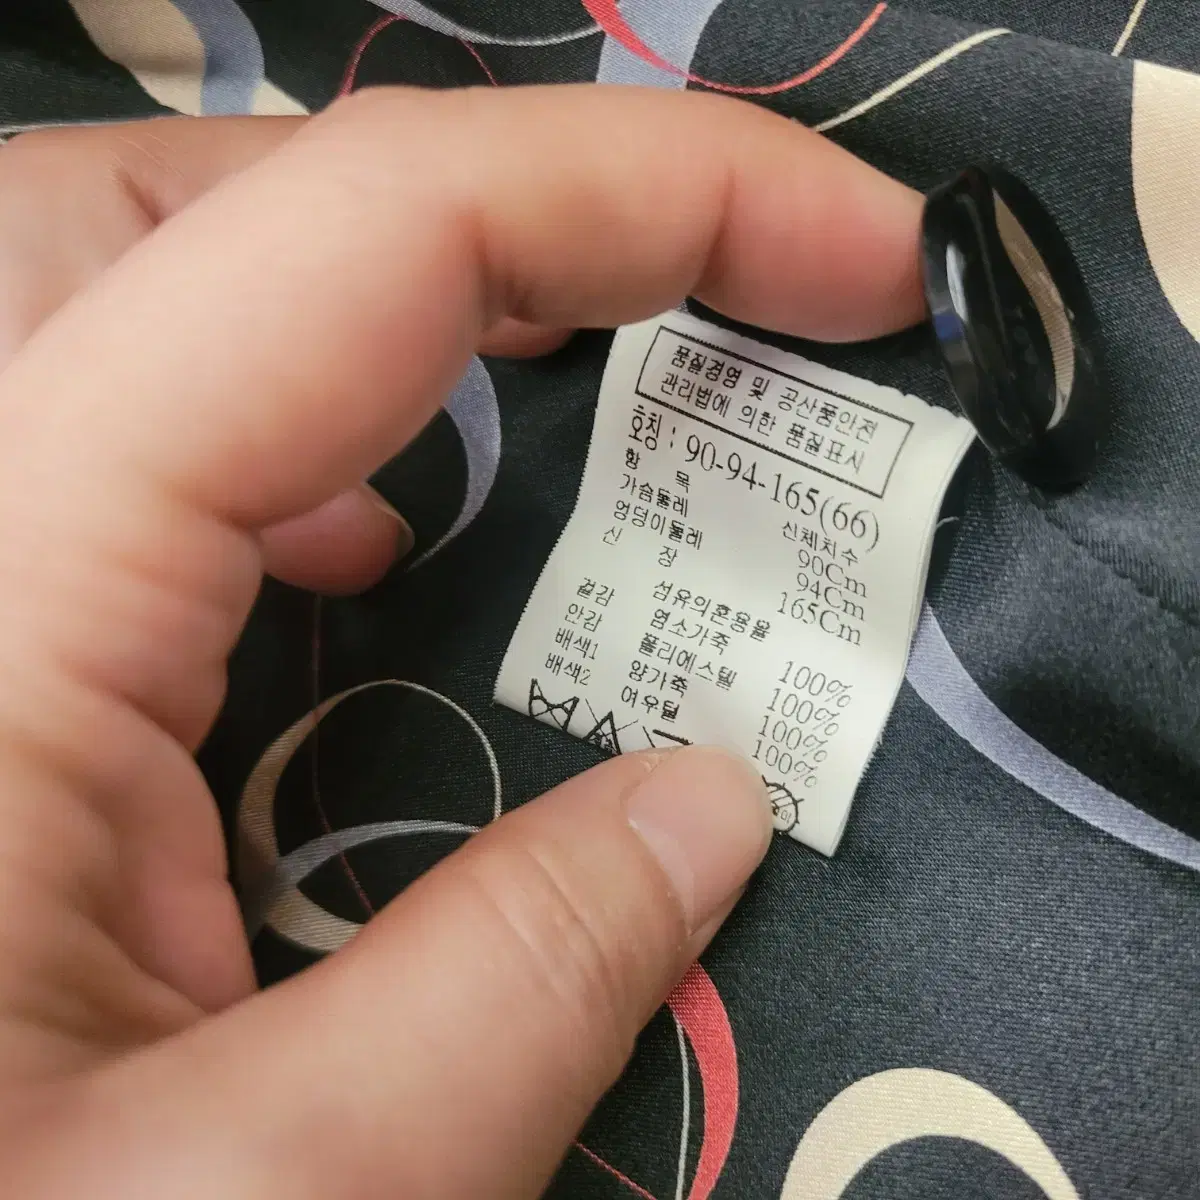 품질경영 및 공산품안전
관리법에 의한 품질표시
호칭 : 90-94-165(66)
항 목 신체치수
가슴둘레 90Cm
엉덩이둘레 94Cm
신 장 165Cm
섬유의혼용율
겉감 염소가죽 100%
안감 폴리에스텔 100%
배색1 양가죽 100%
배색2 여우털 100%